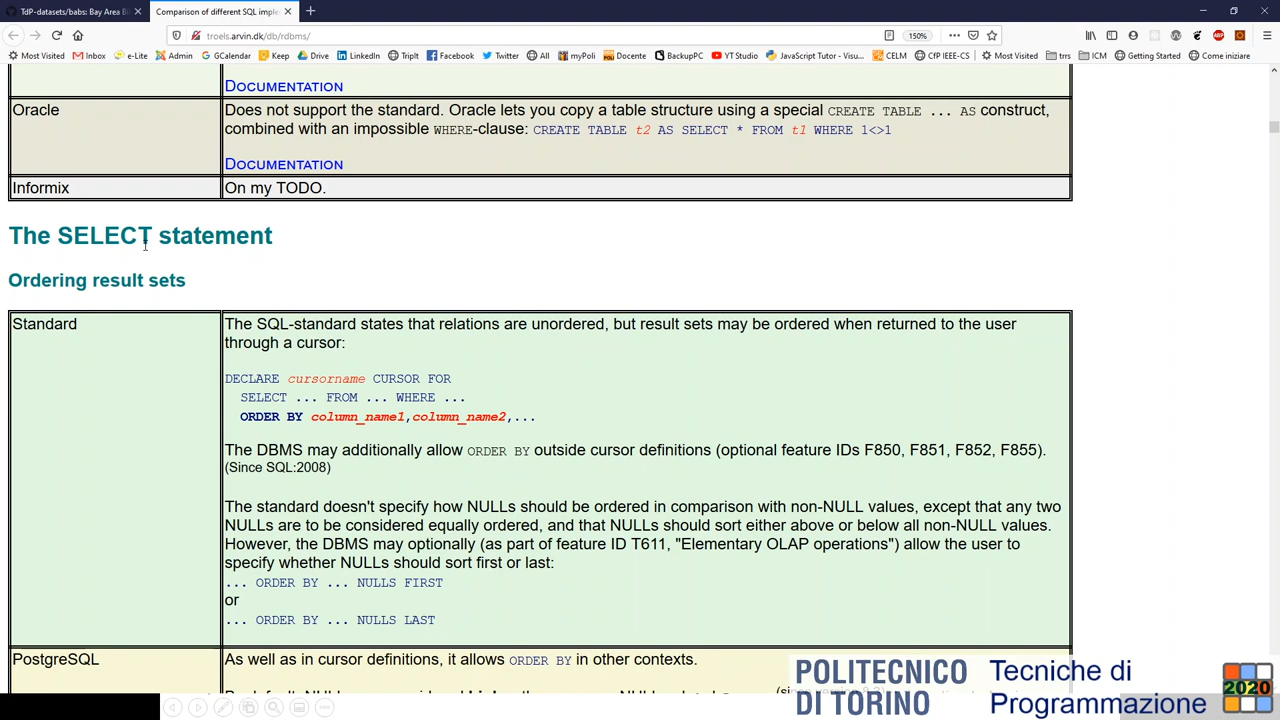 TdP-datasets/babs: Bay Area B
Comparison of different SQL imple
troels.arvin.dk/db/rdbms/
150%
Most Visited
Inbox
e-Lite
Admin
GCalendar
Keep
Drive
LinkedIn
TripIt
Facebook
Twitter
All
myPoli
Docente
BackupPC
YT Studio
JavaScript Tutor - Visu...
CELM
CfP IEEE-CS
Most Visited
trrs
ICM
Getting Started
Come iniziare
DOCUMENTATION
Oracle
Does not support the standard. Oracle lets you copy a table structure using a special CREATE TABLE ... AS construct,
combined with an impossible WHERE-clause: CREATE TABLE t2 AS SELECT * FROM t1 WHERE 1<>1
DOCUMENTATION
Informix
On my TODO.
The SELECT statement
Ordering result sets
Standard
The SQL-standard states that relations are unordered, but result sets may be ordered when returned to the user
through a cursor:
DECLARE cursorname CURSOR FOR
SELECT ... FROM ... WHERE ...
ORDER BY column_name1,column_name2,...
The DBMS may additionally allow ORDER BY outside cursor definitions (optional feature IDs F850, F851, F852, F855).
(Since SQL:2008)
The standard doesn't specify how NULLs should be ordered in comparison with non-NULL values, except that any two
NULLs are to be considered equally ordered, and that NULLs should sort either above or below all non-NULL values.
However, the DBMS may optionally (as part of feature ID T611, "Elementary OLAP operations") allow the user to
specify whether NULLs should sort first or last:
... ORDER BY ... NULLS FIRST
or
... ORDER BY ... NULLS LAST
PostgreSQL
As well as in cursor definitions, it allows ORDER BY in other contexts.
POLITECNICO
DI TORINO
Tecniche di
Programmazione
2020